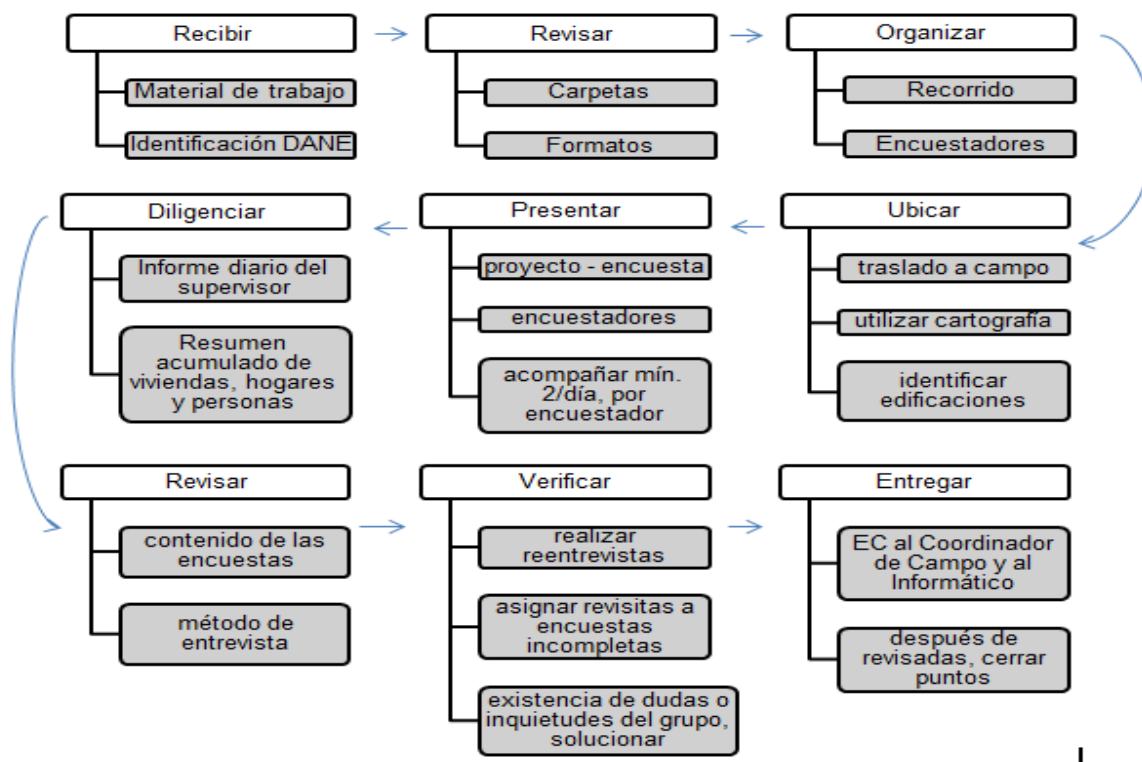 Recibir
Material de trabajo
Identificación DANE
Revisar
Carpetas
Formatos
Organizar
Recorrido
Encuestadores
Ubicar
traslado a campo
utilizar cartografía
identificar
edificaciones
Presentar
proyecto - encuesta
encuestadores
acompañar mín.
2/día, por
encuestador
Diligenciar
Informe diario del
supervisor
Resumen
acumulado de
viviendas, hogares
y personas
Revisar
contenido de las
encuestas
método de
entrevista
Verificar
realizar
reentrevistas
asignar revisitas a
encuestas
incompletas
existencia de dudas o
inquietudes del grupo,
solucionar
Entregar
EC al Coordinador
de Campo y al
Informático
después de
revisadas, cerrar
puntos